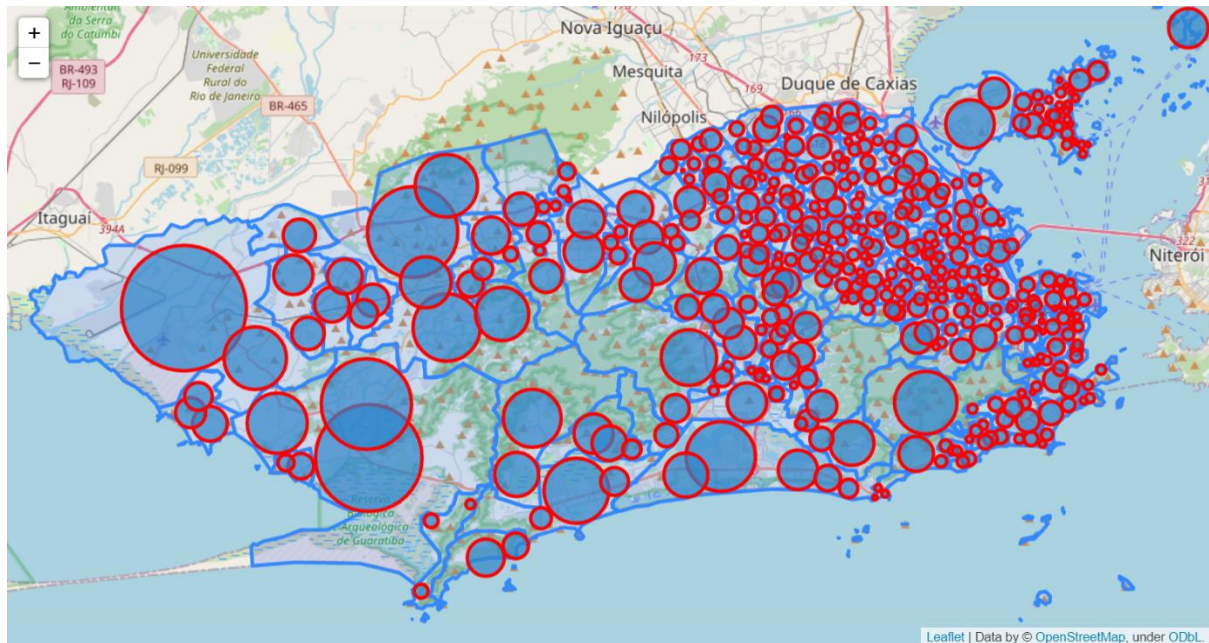 +
−
Ambiental
da Serra
do Catumbi
BR-493
RJ-109
Universidade
Federal
Rural do
Rio de Janeiro
BR-465
RJ-099
Itaguaí
394A
Nova Iguaçu
Mesquita
173
169
Nilópolis
Duque de Caxias
322
Niterói
Reserva
Biológica
Arqueológica
de Guaratiba
Leaflet | Data by © OpenStreetMap, under ODbL.